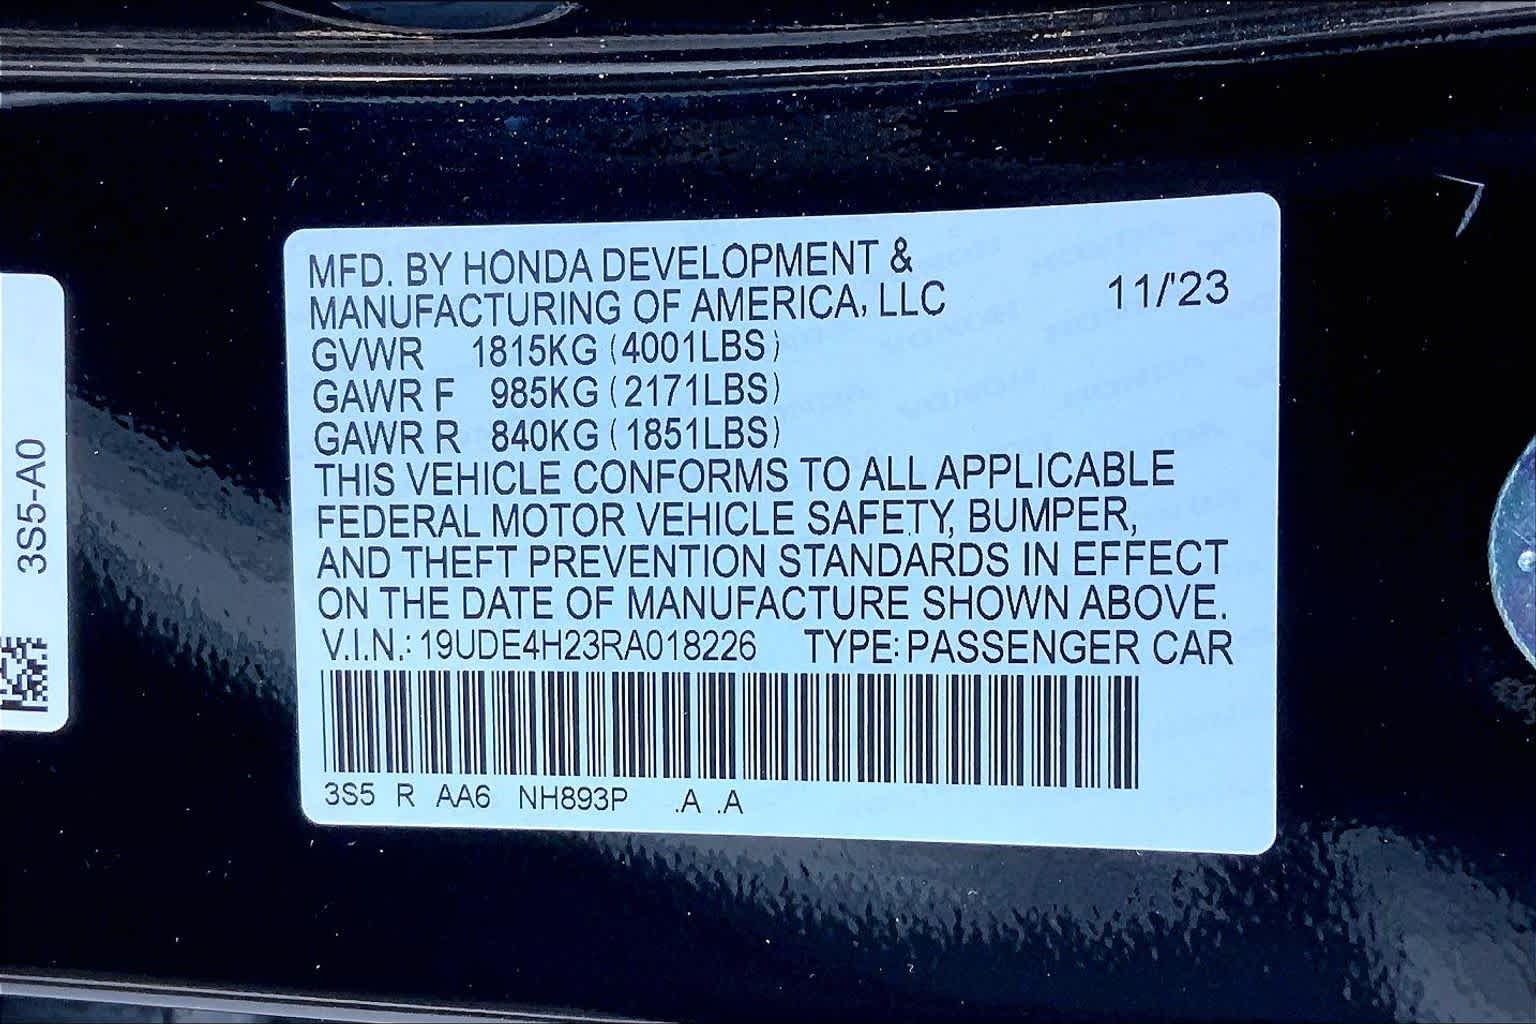 MFD. BY HONDA DEVELOPMENT &
MANUFACTURING OF AMERICA, LLC
11/'23
GVWR 1815KG (4001LBS)
GAWR F 985KG (2171LBS)
GAWR R 840KG (1851LBS)
THIS VEHICLE CONFORMS TO ALL APPLICABLE
FEDERAL MOTOR VEHICLE SAFETY, BUMPER,
AND THEFT PREVENTION STANDARDS IN EFFECT
ON THE DATE OF MANUFACTURE SHOWN ABOVE.
V.I.N.: 19UDE4H23RA018226 TYPE: PASSENGER CAR
3S5 R AA6 NH893P .A .A
3S5-A0